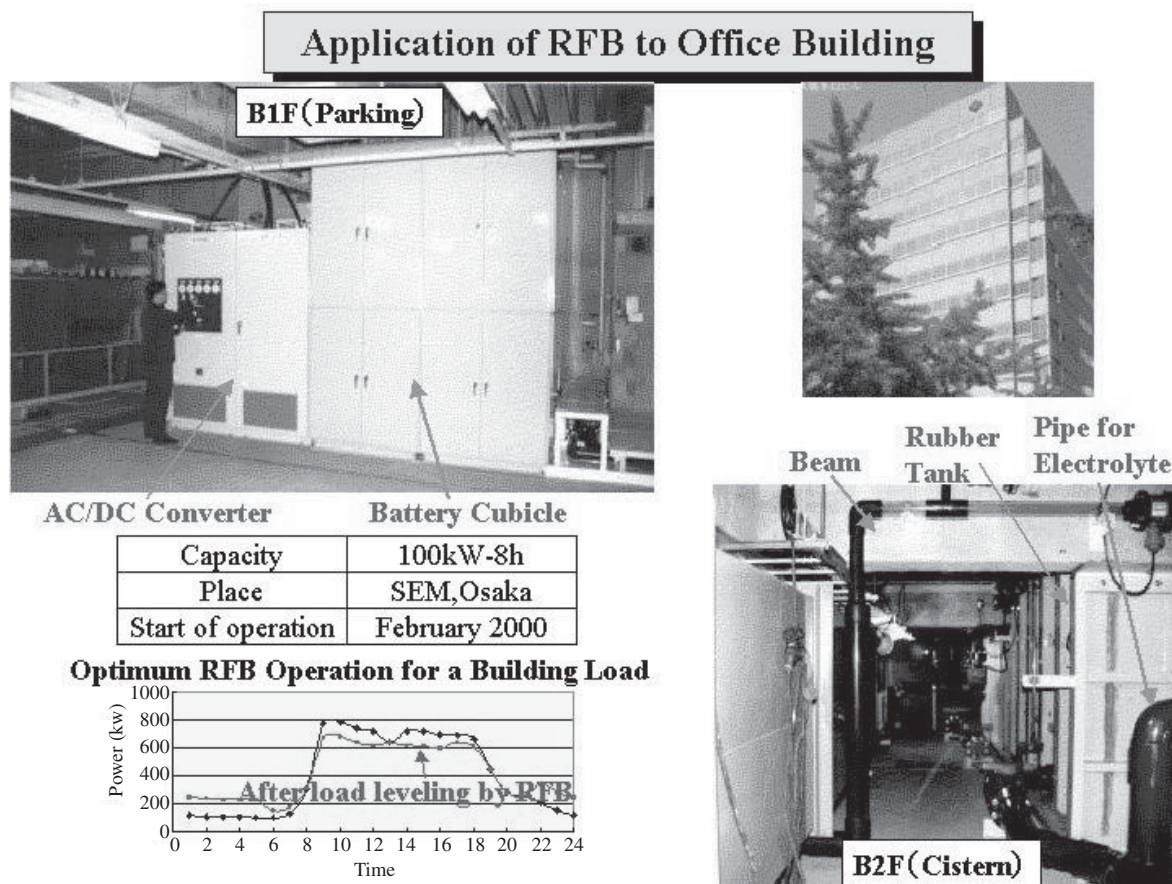 Application of RFB to Office Building
B1F(Parking)
AC/DC Converter
Battery Cubicle
Capacity 100kW-8h
Place SEM,Osaka
Start of operation February 2000
Optimum RFB Operation for a Building Load
Power (kw)
1000
800
600
400
200
0
After load leveling by RFB
0 2 4 6 8 10 12 14 16 18 20 22 24
Time
Beam
Rubber
Tank
Pipe for
Electrolyte
B2F(Cistern)